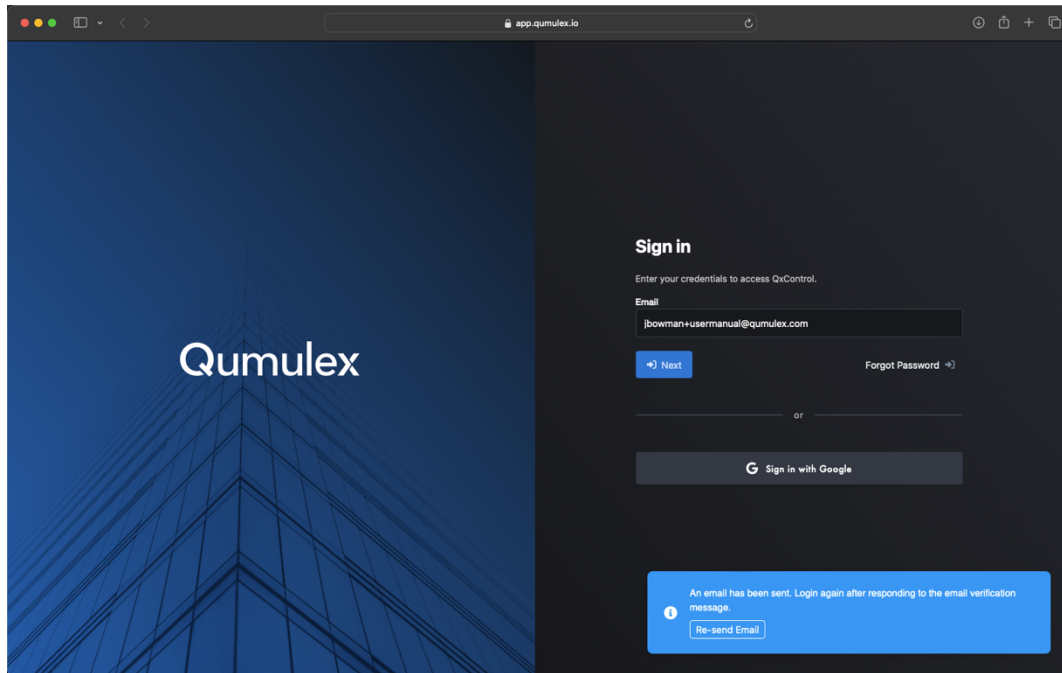 app.qumulex.io
Qumulex
Sign in
Enter your credentials to access QxControl.
Email
jbowman+usermanual@qumulex.com
Next
Forgot Password
or
Sign in with Google
An email has been sent. Login again after responding to the email verification
message.
Re-send Email